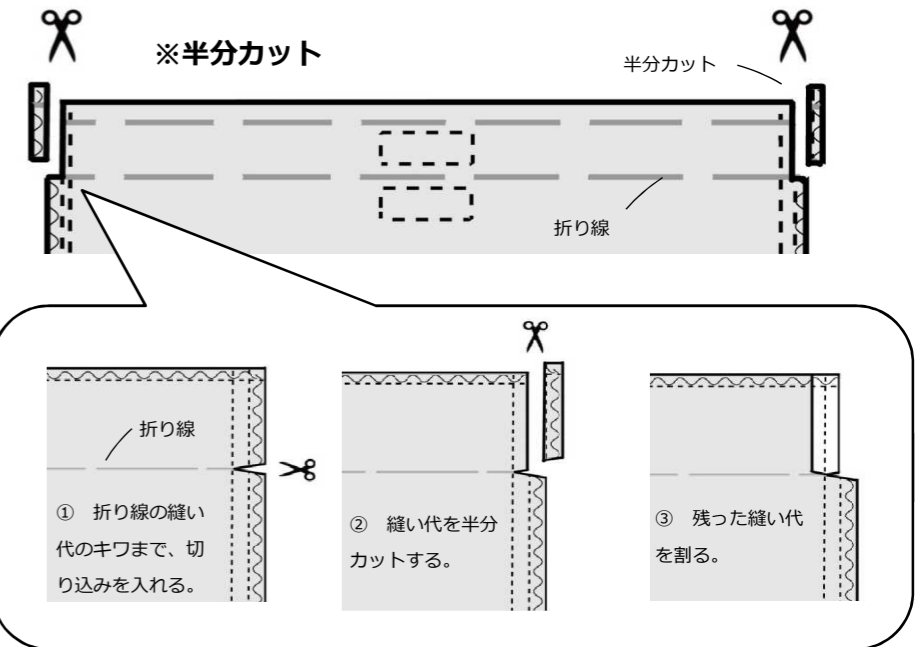 ※半分カット
半分カット
折り線
折り線
① 折り線の縫い
代のキワまで、切
り込みを入れる。
② 縫い代を半分
カットする。
③ 残った縫い代
を割る。